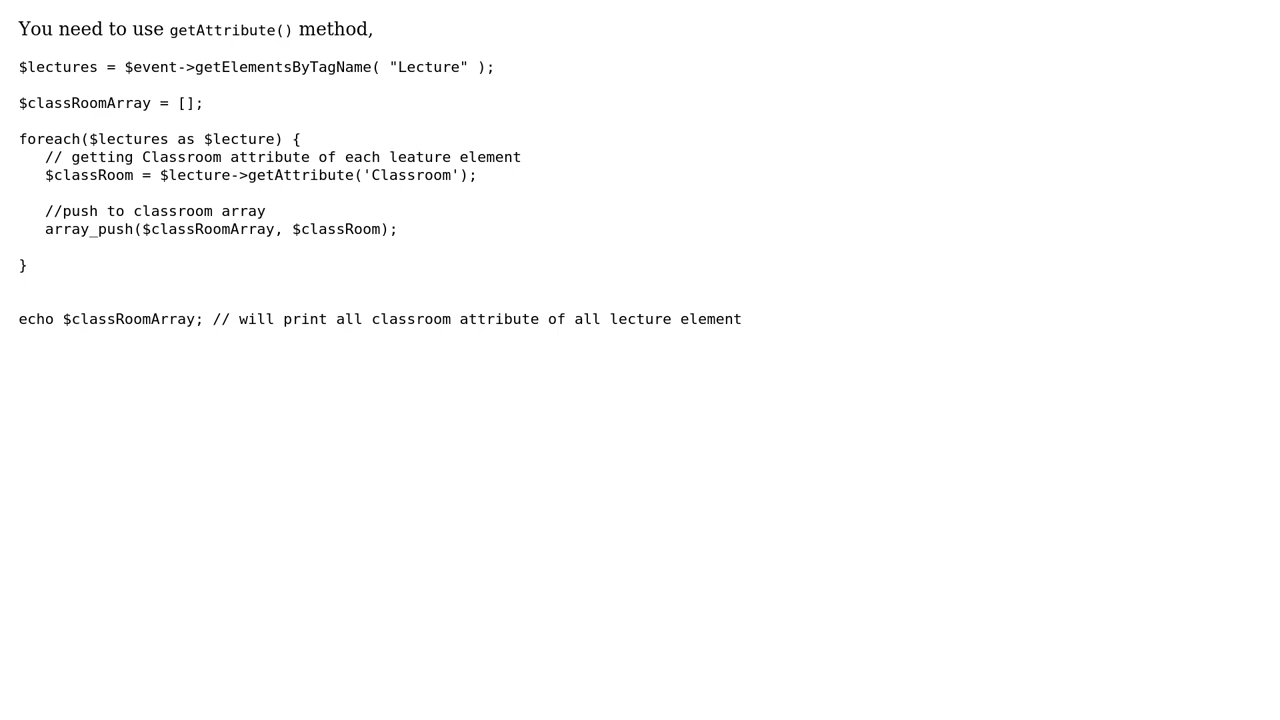 You need to use getAttribute() method,
$lectures = $event->getElementsByTagName( "Lecture" );
$classRoomArray = [];
foreach($lectures as $lecture) {
// getting Classroom attribute of each leature element
$classRoom = $lecture->getAttribute('Classroom');
//push to classroom array
array_push($classRoomArray, $classRoom);
}
echo $classRoomArray; // will print all classroom attribute of all lecture element